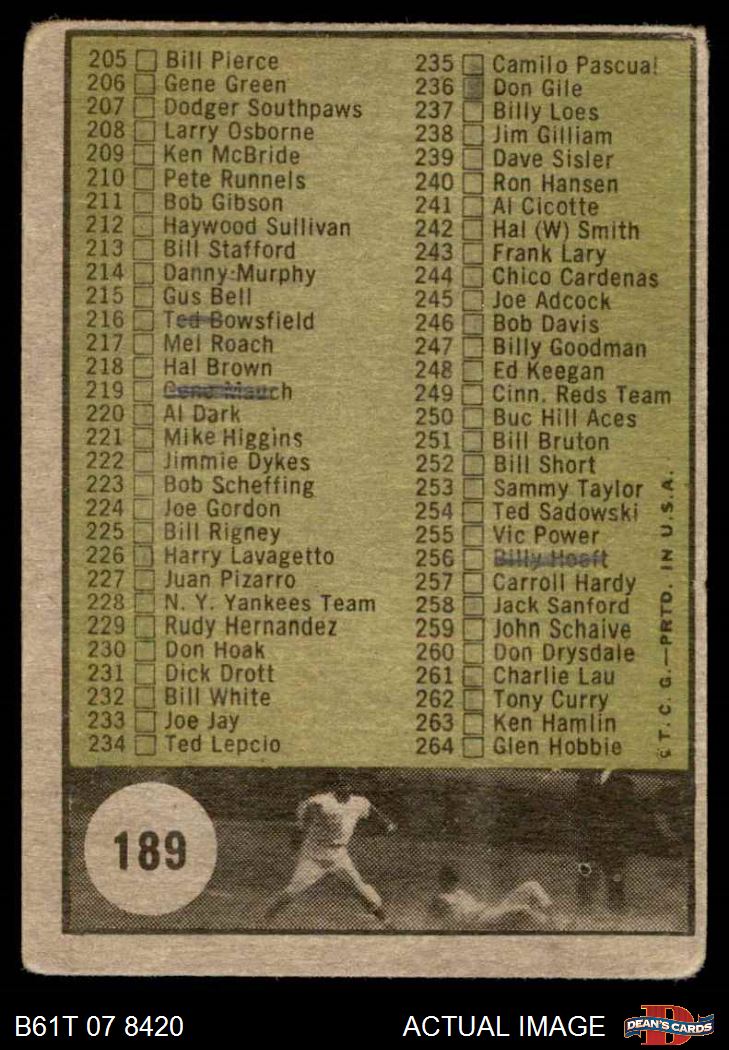 205 Bill Pierce
206 Gene Green
207 Dodger Southpaws
208 Larry Osborne
209 Ken McBride
210 Pete Runnels
211 Bob Gibson
212 Haywood Sullivan
213 Bill Stafford
214 Danny Murphy
215 Gus Bell
216 Ted Bowsfield
217 Mel Roach
218 Hal Brown
219 Gene Mauch
220 Al Dark
221 Mike Higgins
222 Jimmie Dykes
223 Bob Scheffing
224 Joe Gordon
225 Bill Rigney
226 Harry Lavagetto
227 Juan Pizarro
228 N. Y. Yankees Team
229 Rudy Hernandez
230 Don Hoak
231 Dick Drott
232 Bill White
233 Joe Jay
234 Ted Lepcio
235 Camilo Pascual
236 Don Gile
237 Billy Loes
238 Jim Gilliam
239 Dave Sisler
240 Ron Hansen
241 Al Cicotte
242 Hal (W) Smith
243 Frank Lary
244 Chico Cardenas
245 Joe Adcock
246 Bob Davis
247 Billy Goodman
248 Ed Keegan
249 Cinn. Reds Team
250 Buc Hill Aces
251 Bill Bruton
252 Bill Short
253 Sammy Taylor
254 Ted Sadowski
255 Vic Power
256 Billy Hoeft
257 Carroll Hardy
258 Jack Sanford
259 John Schaive
260 Don Drysdale
261 Charlie Lau
262 Tony Curry
263 Ken Hamlin
264 Glen Hobbie
©T. C. G.—PRTD. IN U.S.A.
189
B61T 07 8420
ACTUAL IMAGE
D
DEAN'S CARDS